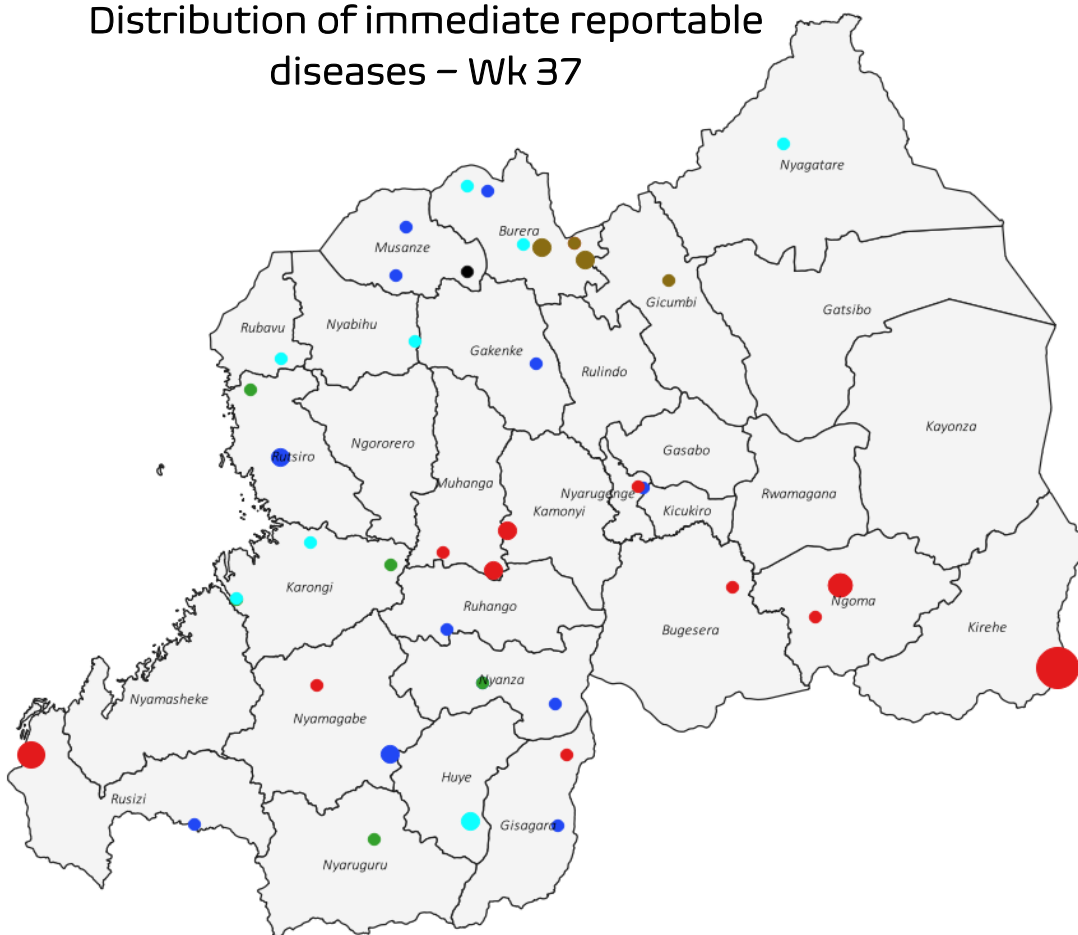 Distribution of immediate reportable
diseases – Wk 37
Nyagatare
Burera
Musanze
Gicumbi
Gatsibo
Rubavu
Nyabihu
Gakenke
Rulindo
Kayonza
Ngororero
Gasabo
Rutsiro
Muhanga
Nyarugenge
Rwamagana
Kamonyi
Kicukiro
Karongi
Ruhango
Ngoma
Bugesera
Kirehe
Nyanza
Nyamasheke
Nyamagabe
Huye
Rusizi
Gisagara
Nyaruguru